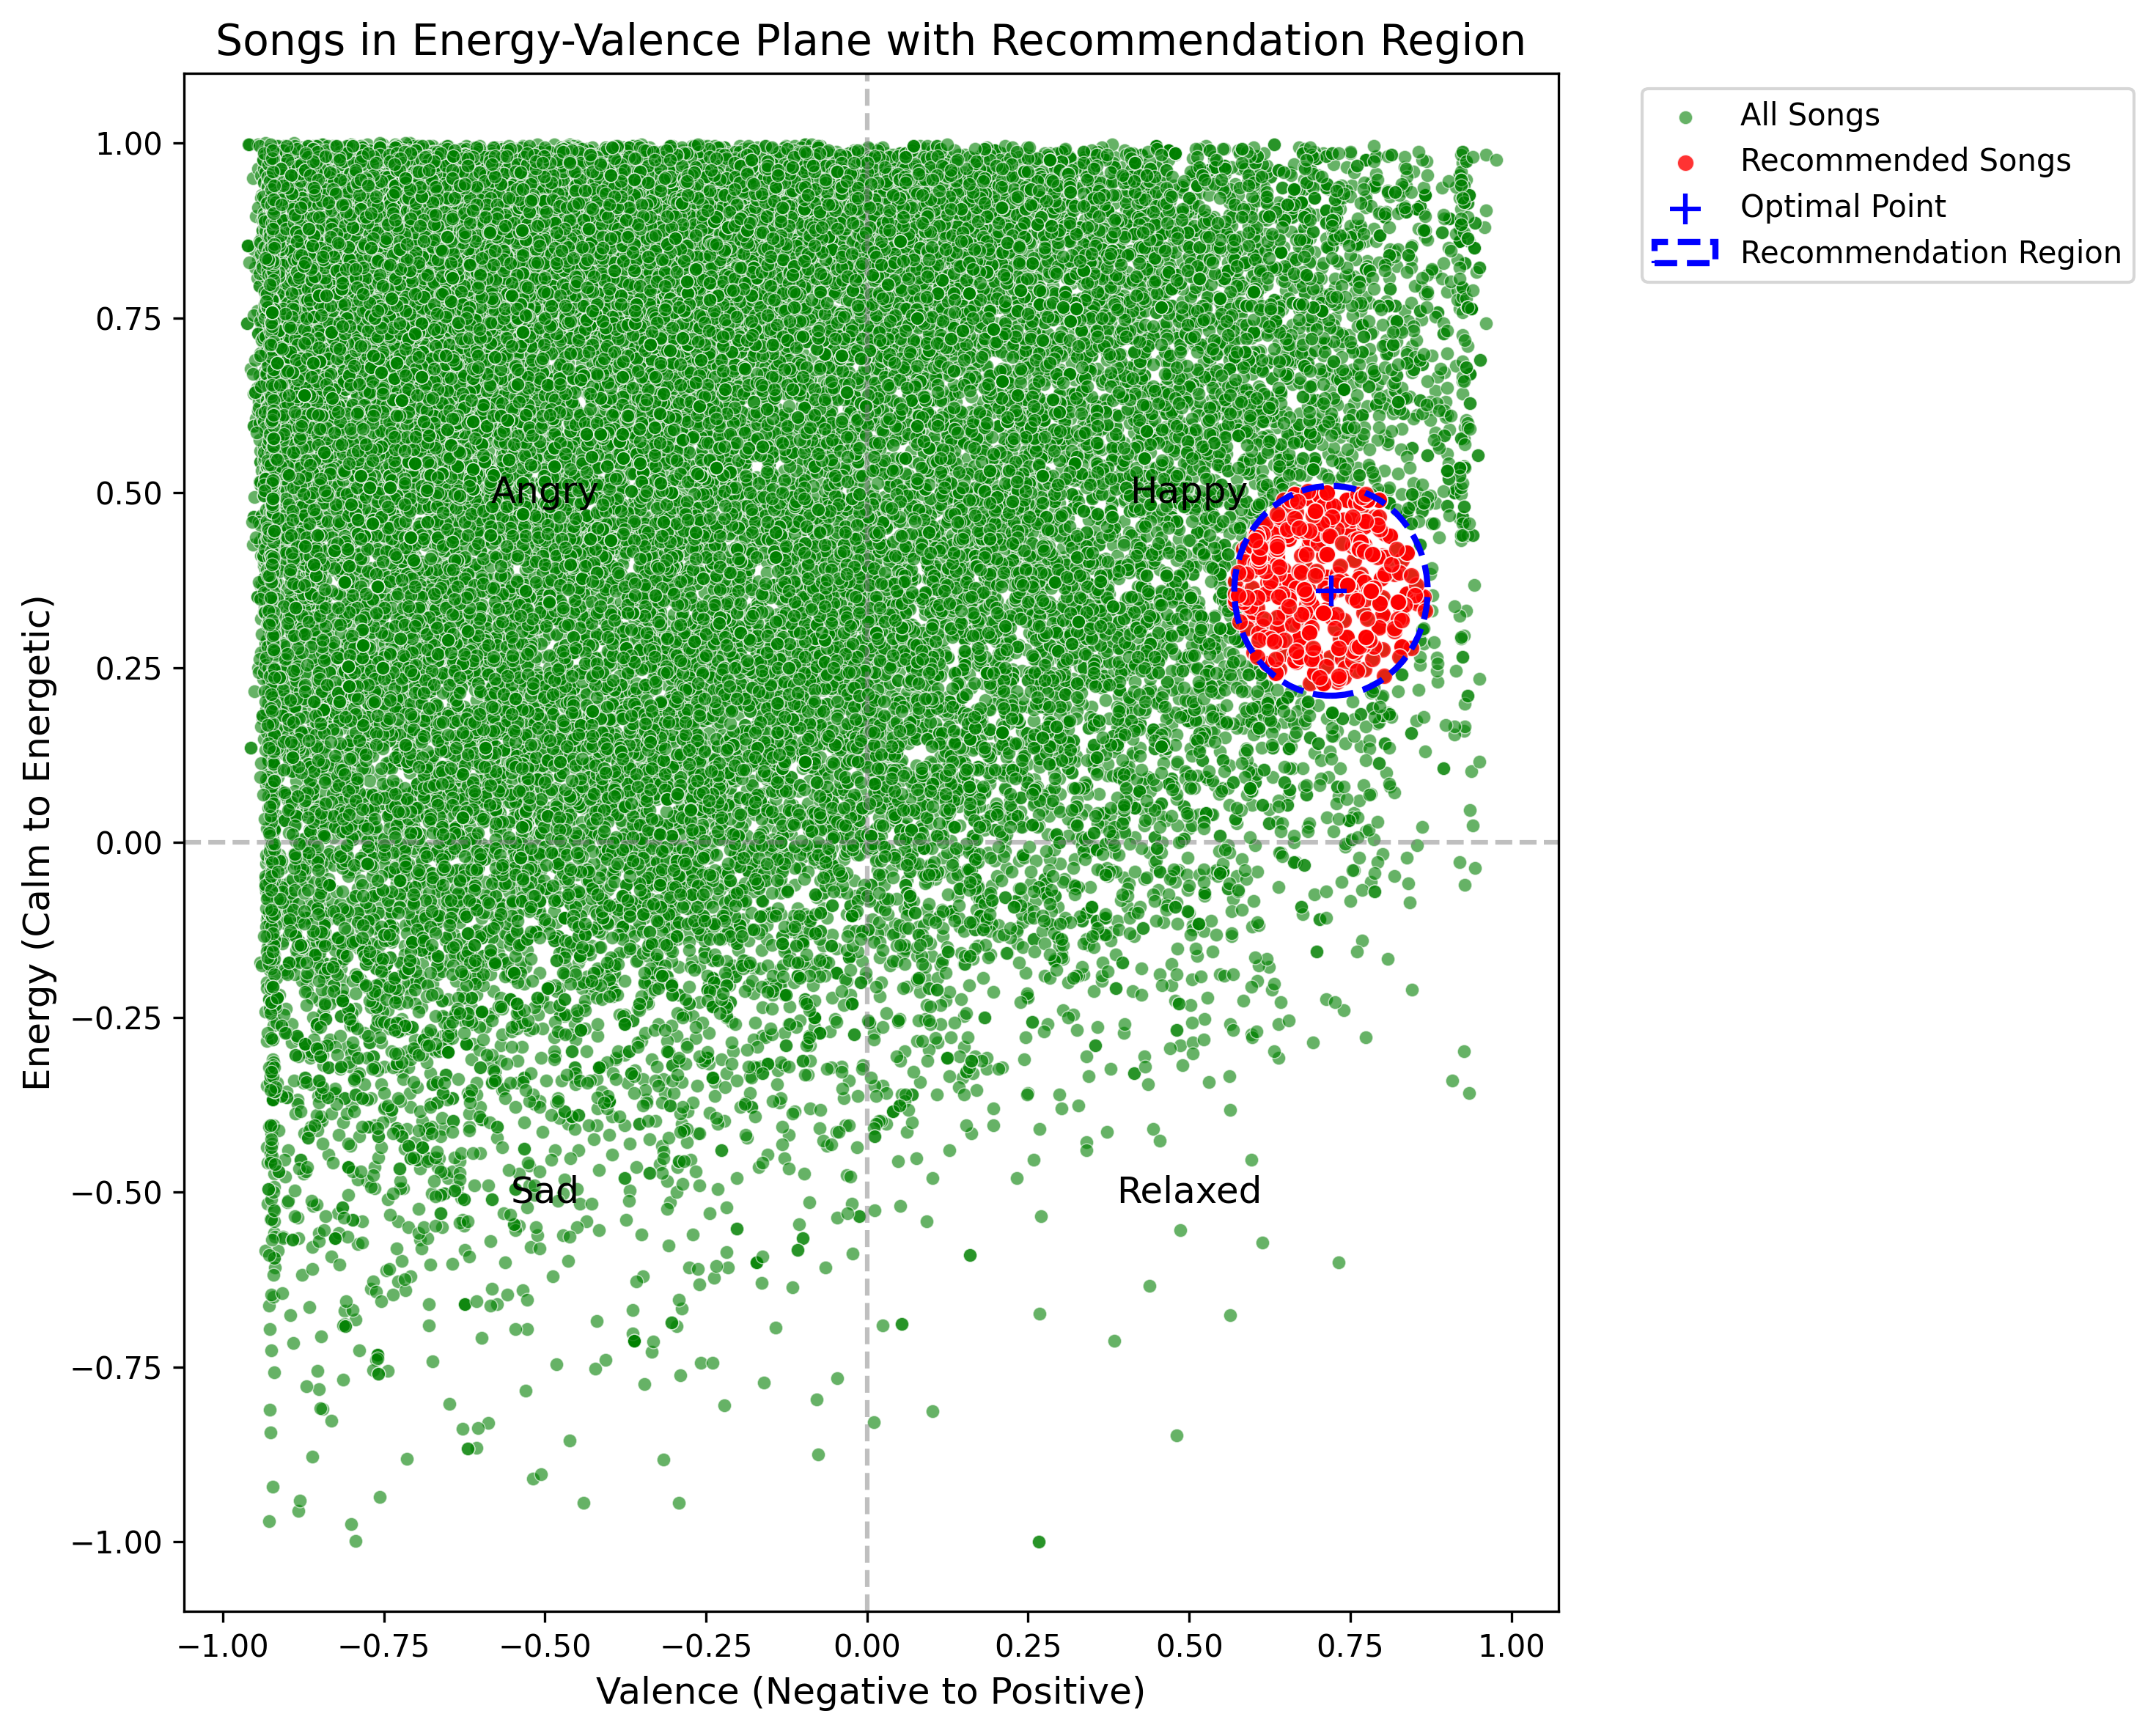 Songs in Energy-Valence Plane with Recommendation Region
All Songs
Recommended Songs
Optimal Point
Recommendation Region
Energy (Calm to Energetic)
1.00
0.75
0.50
0.25
0.00
−0.25
−0.50
−0.75
−1.00
Angry
Happy
Sad
Relaxed
−1.00
−0.75
−0.50
−0.25
0.00
0.25
0.50
0.75
1.00
Valence (Negative to Positive)